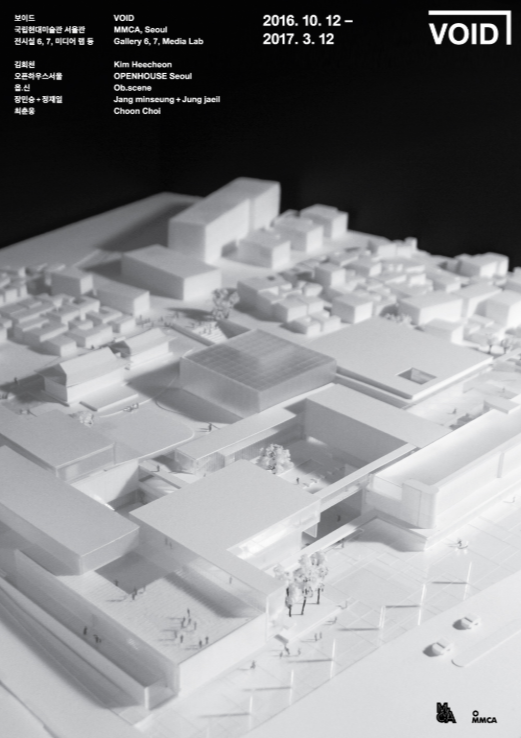 보이드
국립현대미술관 서울관
전시실 6, 7, 미디어 랩 등
김희천
오픈하우스서울
옵.신
장민승+정재일
최춘웅
VOID
MMCA, Seoul
Gallery 6, 7, Media Lab
Kim Heecheon
OPENHOUSE Seoul
Ob.scene
Jang minseung+Jung jaeil
Choon Choi
2016. 10. 12 –
2017. 3. 12
VOID
MMCA
MMCA